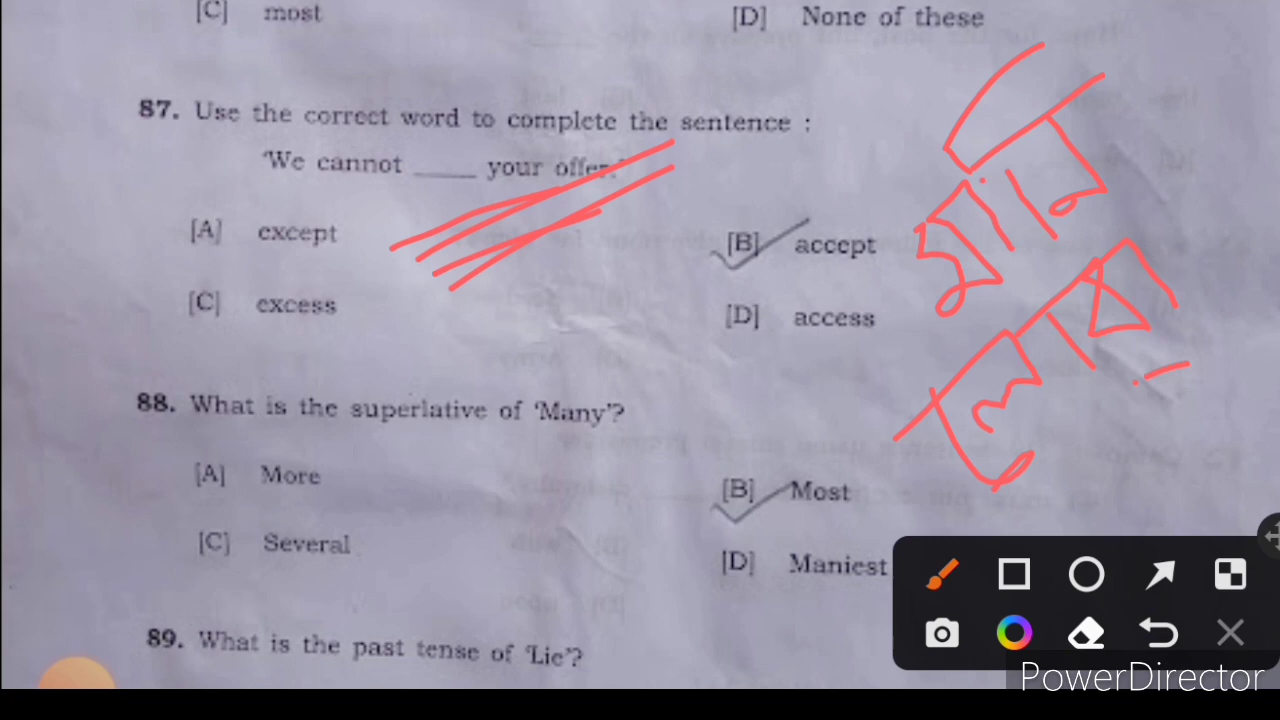 [C] most [D] None of these
87. Use the correct word to complete the sentence :
'We cannot ____ your offer.'
[A] except [B] accept
[C] excess [D] access
88. What is the superlative of 'Many'?
[A] More [B] Most
[C] Several [D] Maniest
89. What is the past tense of 'Lie'?
PowerDirector